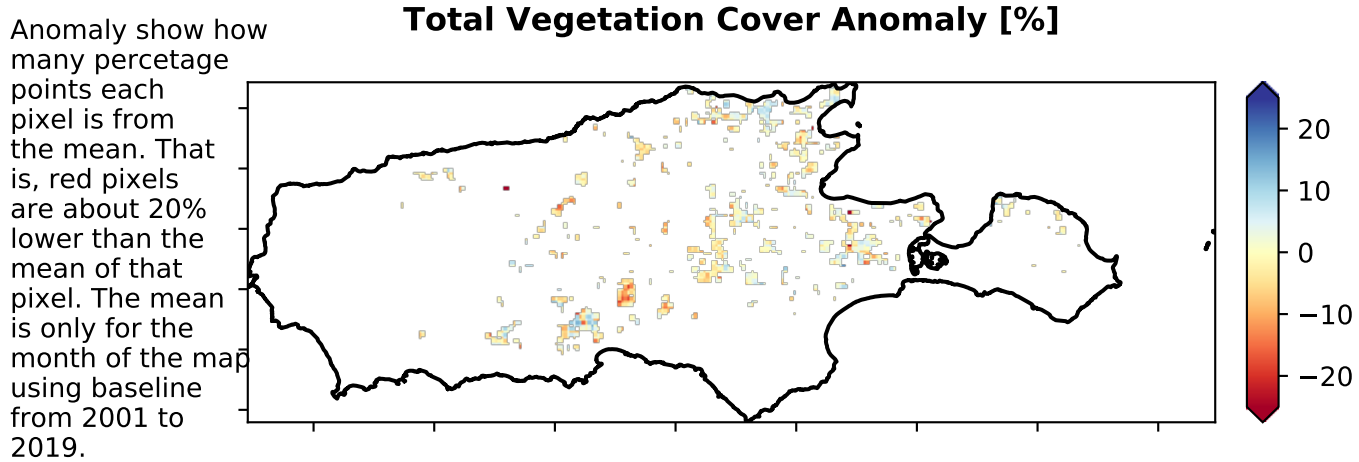 Total Vegetation Cover Anomaly [%]
Anomaly show how
many percetage
points each
pixel is from
the mean. That
is, red pixels
are about 20%
lower than the
mean of that
pixel. The mean
is only for the
month of the map
using baseline
from 2001 to
2019.
20
10
0
−10
−20